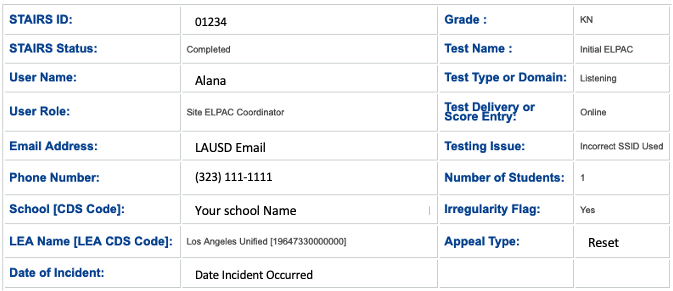 STAIRS ID: 01234 Grade : KN
STAIRS Status: Completed Test Name : Initial ELPAC
User Name: Alana Test Type or Domain: Listening
User Role: Site ELPAC Coordinator Test Delivery or Score Entry: Online
Email Address: LAUSD Email Testing Issue: Incorrect SSID Used
Phone Number: (323) 111-1111 Number of Students: 1
School [CDS Code]: Your school Name Irregularity Flag: Yes
LEA Name [LEA CDS Code]: Los Angeles Unified [19647330000000] Appeal Type: Reset
Date of Incident: Date Incident Occurred